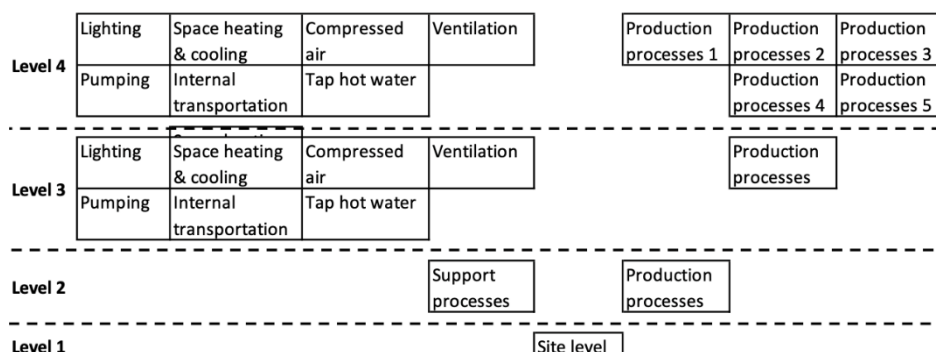 Lighting Space heating Compressed Ventilation Production Production Production
& cooling air processes 1 processes 2 processes 3
Level 4
Pumping Internal Tap hot water Production Production
transportation processes 4 processes 5
Lighting Space heating Compressed Ventilation Production
& cooling air processes
Level 3
Pumping Internal Tap hot water
transportation
Support Production
Level 2
processes processes
Level 1 Site level